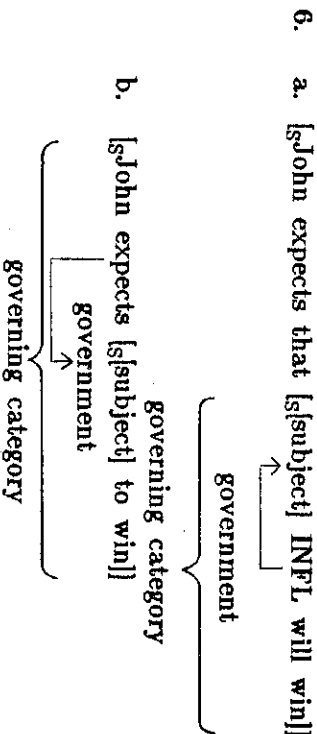 6. a. [SJohn expects that [S[subject] INFL will win]]
government
governing category
b. [SJohn expects [S[subject] to win]]
government
governing category